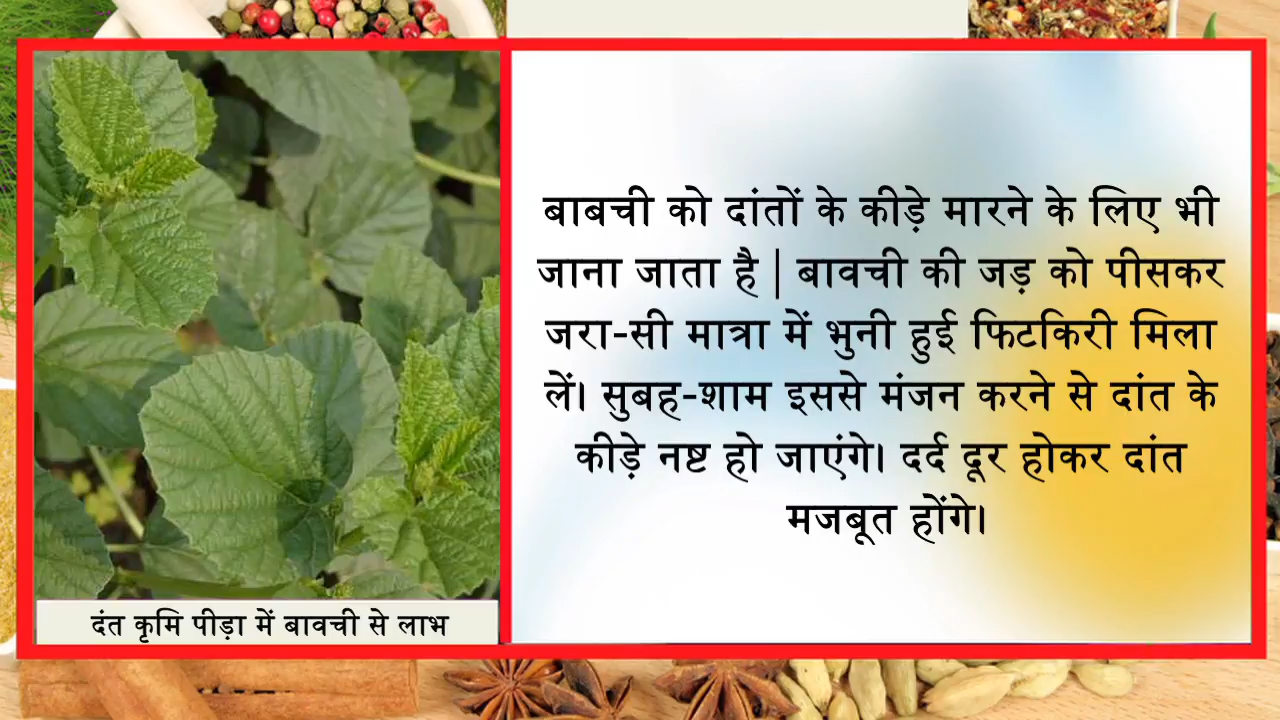 बाबची को दांतों के कीड़े मारने के लिए भी
जाना जाता है | बावची की जड़ को पीसकर
जरा-सी मात्रा में भुनी हुई फिटकिरी मिला
लें। सुबह-शाम इससे मंजन करने से दांत के
कीड़े नष्ट हो जाएंगे। दर्द दूर होकर दांत
मजबूत होंगे।
दंत कृमि पीड़ा में बावची से लाभ